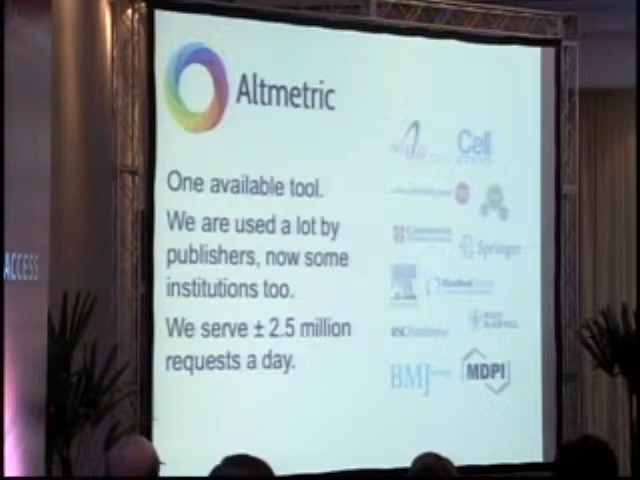 Altmetric
Cell
One available tool.
We are used a lot by
publishers, now some
institutions too.
We serve ± 2.5 million
requests a day.
Springer
BMJ
MDPI
ACCESS